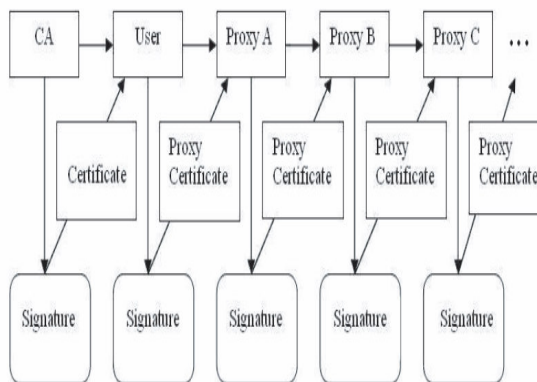 CA
User
Proxy A
Proxy B
Proxy C
...
Certificate
Proxy
Certificate
Proxy
Certificate
Proxy
Certificate
Proxy
Certificate
Signature
Signature
Signature
Signature
Signature